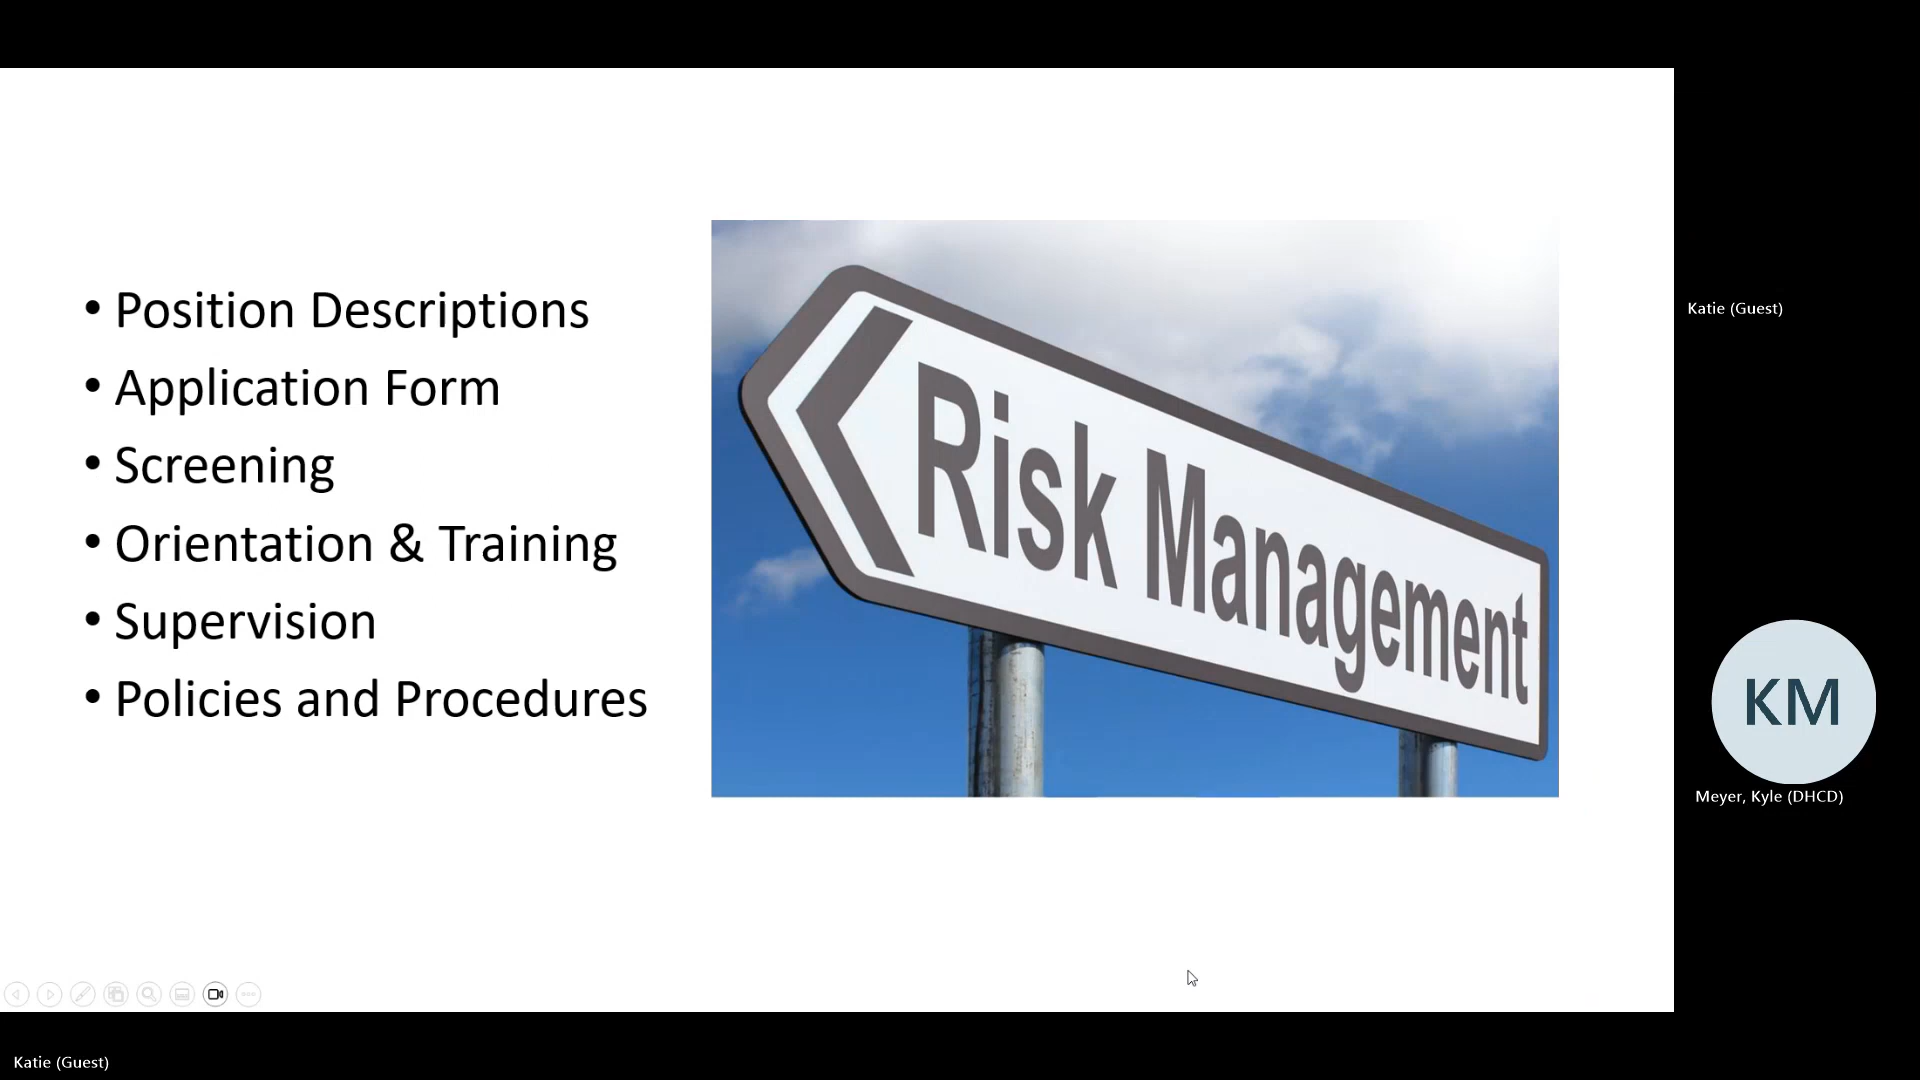 • Position Descriptions
• Application Form
• Screening
• Orientation & Training
• Supervision
• Policies and Procedures
Risk Management
Katie (Guest)
KM
Meyer, Kyle (DHCD)
Katie (Guest)